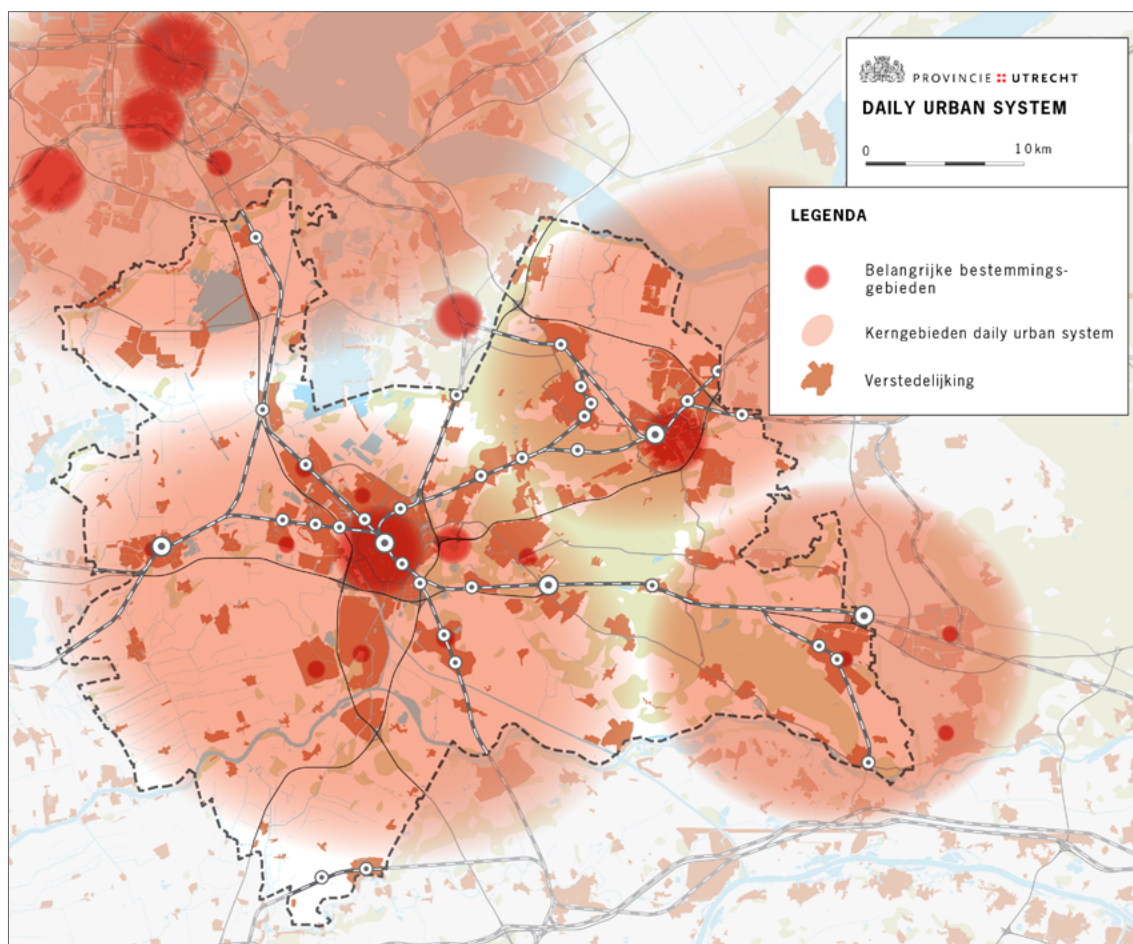 PROVINCIE UTRECHT
DAILY URBAN SYSTEM
0 10 km
LEGENDA
Belangrijke bestemmings-
gebieden
Kerngebieden daily urban system
Verstedelijking